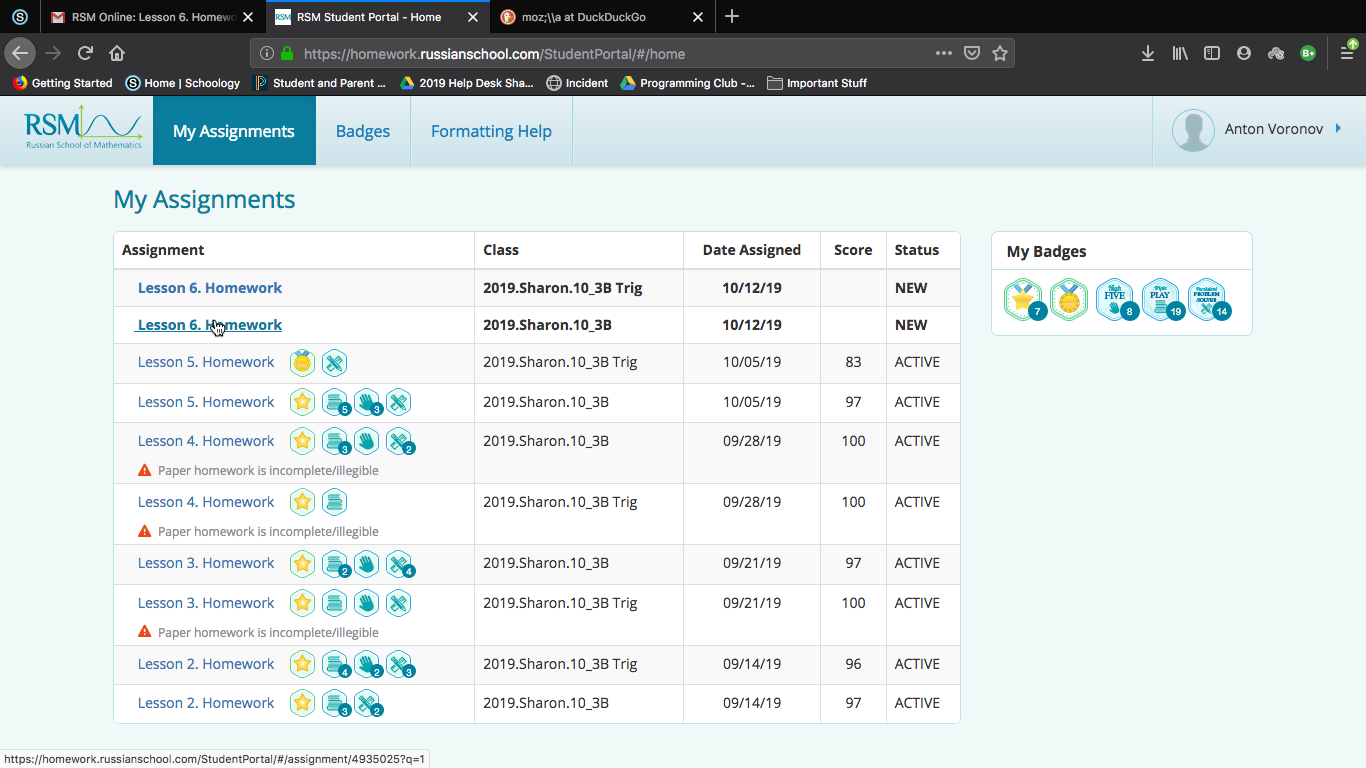 RSM Online: Lesson 6. Homewo
RSM Student Portal - Home
moz;\\a at DuckDuckGo
https://homework.russianschool.com/StudentPortal/#/home
Getting Started
Home | Schoology
Student and Parent ...
2019 Help Desk Sha...
Incident
Programming Club -...
Important Stuff
RSM
Russian School of Mathematics
My Assignments
Badges
Formatting Help
Anton Voronov
My Assignments
Assignment Class Date Assigned Score Status
Lesson 6. Homework 2019.Sharon.10_3B Trig 10/12/19 NEW
Lesson 6. Homework 2019.Sharon.10_3B 10/12/19 NEW
Lesson 5. Homework 2019.Sharon.10_3B Trig 10/05/19 83 ACTIVE
Lesson 5. Homework 5 3 2019.Sharon.10_3B 10/05/19 97 ACTIVE
Lesson 4. Homework 3 2 2019.Sharon.10_3B 09/28/19 100 ACTIVE
Paper homework is incomplete/illegible
Lesson 4. Homework 2019.Sharon.10_3B Trig 09/28/19 100 ACTIVE
Paper homework is incomplete/illegible
Lesson 3. Homework 2 4 2019.Sharon.10_3B 09/21/19 97 ACTIVE
Lesson 3. Homework 2019.Sharon.10_3B Trig 09/21/19 100 ACTIVE
Paper homework is incomplete/illegible
Lesson 2. Homework 4 2 3 2019.Sharon.10_3B Trig 09/14/19 96 ACTIVE
Lesson 2. Homework 3 2 2019.Sharon.10_3B 09/14/19 97 ACTIVE
My Badges
7
High FIVE 8
Triple PLAY 19
Persistent PROBLEM SOLVER 14
https://homework.russianschool.com/StudentPortal/#/assignment/4935025?q=1